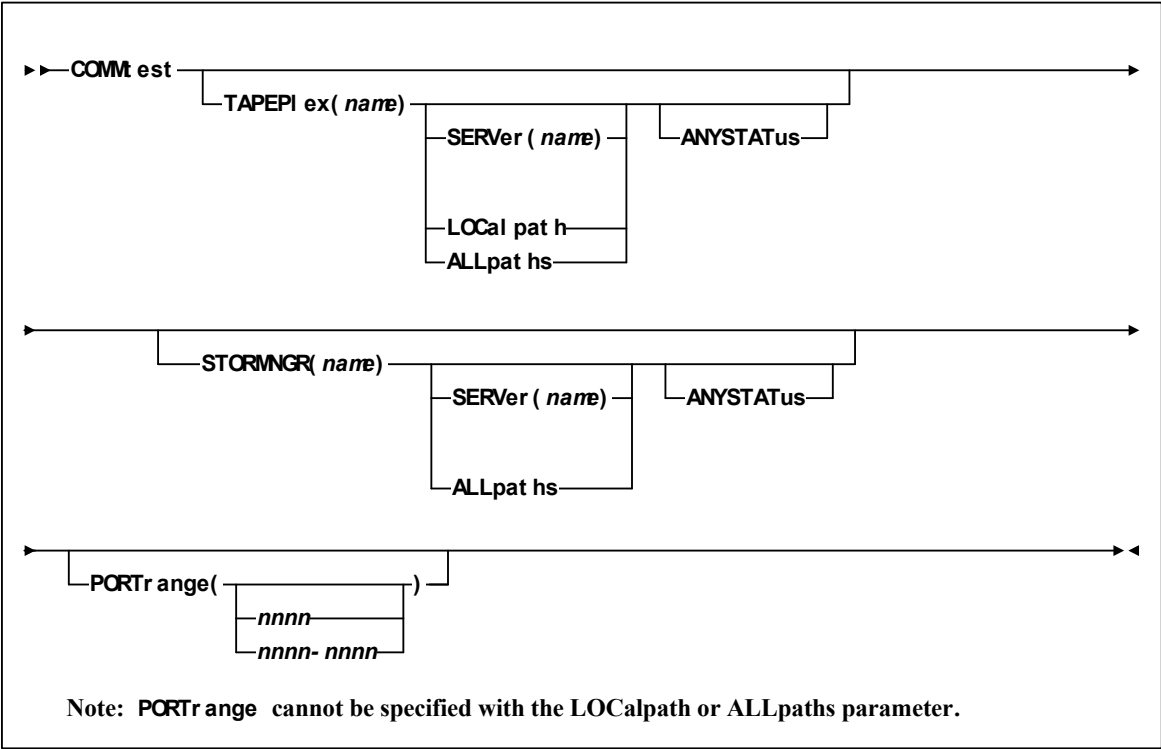 COMMtest
TAPEPlex(name)
SERVer(name)
ANYSTATus
LOCalpath
ALLpaths
STORMNGR(name)
SERVer(name)
ANYSTATus
ALLpaths
PORTrange( )
nnnn
nnnn-nnnn
Note: PORTrange cannot be specified with the LOCalpath or ALLpaths parameter.